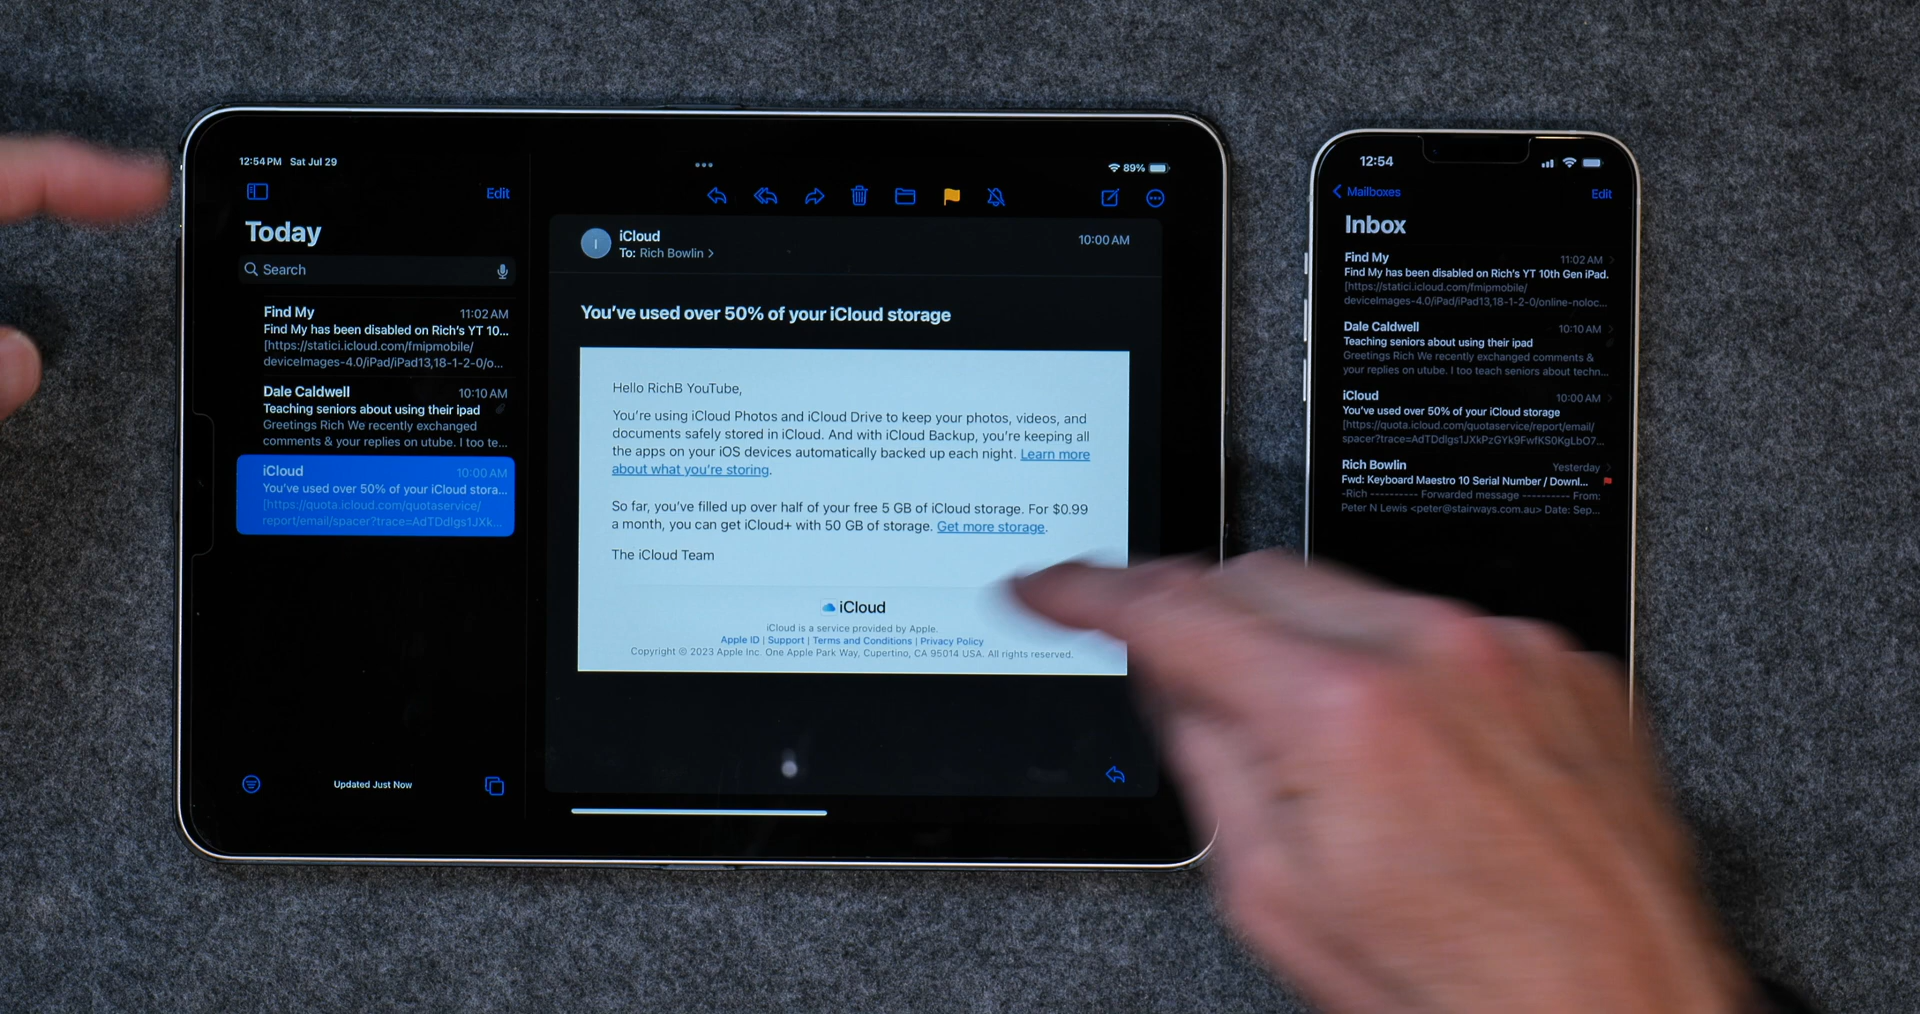 12:54 PM Sat Jul 29
Edit
Today
Search
Find My 11:02 AM
Find My has been disabled on Rich's YT 10...
[https://statici.icloud.com/fmipmobile/
deviceImages-4.0/iPad/iPad13,18-1-2-0/o...
Dale Caldwell 10:10 AM
Teaching seniors about using their ipad
Greetings Rich We recently exchanged
comments & your replies on utube. I too te...
iCloud 10:00 AM
You've used over 50% of your iCloud stora...
[https://quota.icloud.com/quotaservice/
report/email/spacer?trace=AdTDdIgs1JXk...
Updated Just Now
89%
iCloud
To: Rich Bowlin >
10:00 AM
You've used over 50% of your iCloud storage
Hello RichB YouTube,
You're using iCloud Photos and iCloud Drive to keep your photos, videos, and
documents safely stored in iCloud. And with iCloud Backup, you're keeping all
the apps on your iOS devices automatically backed up each night. Learn more
about what you're storing.
So far, you've filled up over half of your free 5 GB of iCloud storage. For $0.99
a month, you can get iCloud+ with 50 GB of storage. Get more storage.
The iCloud Team
iCloud
iCloud is a service provided by Apple.
Apple ID | Support | Terms and Conditions | Privacy Policy
Copyright © 2023 Apple Inc. One Apple Park Way, Cupertino, CA 95014 USA. All rights reserved.
12:54
Mailboxes
Edit
Inbox
Find My 11:02 AM
Find My has been disabled on Rich's YT 10th Gen iPad.
[https://statici.icloud.com/fmipmobile/
deviceImages-4.0/iPad/iPad13,18-1-2-0/online-noloc...
Dale Caldwell 10:10 AM
Teaching seniors about using their ipad
Greetings Rich We recently exchanged comments &
your replies on utube. I too teach seniors about techn...
iCloud 10:00 AM
You've used over 50% of your iCloud storage
[https://quota.icloud.com/quotaservice/report/email/
spacer?trace=AdTDdIgs1JXkPzGYk9FwfKS0KgLbO7...
Rich Bowlin Yesterday
Fwd: Keyboard Maestro 10 Serial Number / Downl...
-Rich ---------- Forwarded message ---------- From:
Peter N Lewis <peter@stairways.com.au> Date: Sep...